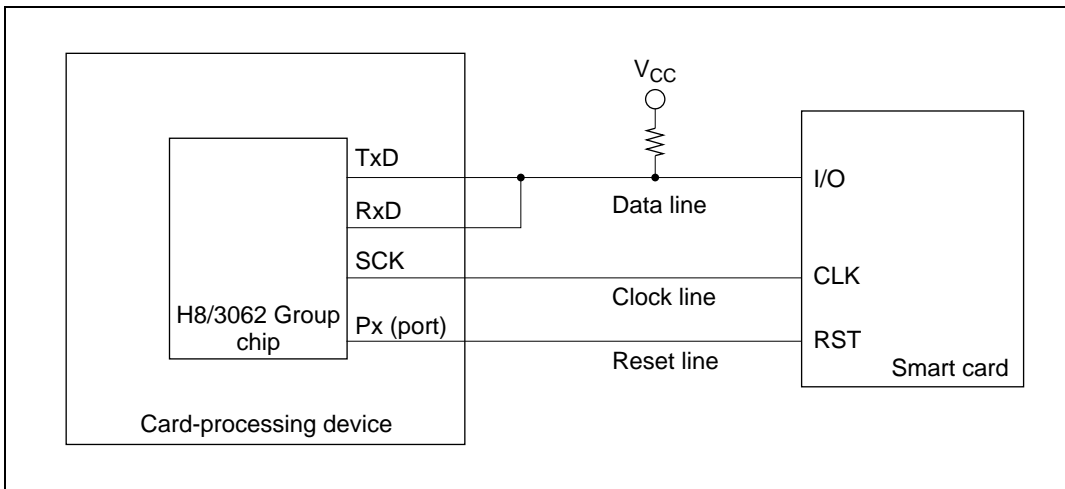 VCC
TxD
I/O
RxD
Data line
SCK
CLK
Clock line
H8/3062 Group
chip
Px (port)
RST
Reset line
Smart card
Card-processing device